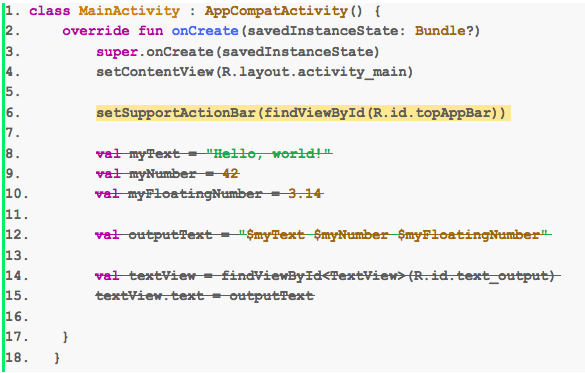 1. class MainActivity : AppCompatActivity() {
2. override fun onCreate(savedInstanceState: Bundle?)
3. super.onCreate(savedInstanceState)
4. setContentView(R.layout.activity_main)
5.
6. setSupportActionBar(findViewById(R.id.topAppBar))
7.
8. val myText = "Hello, world!"
9. val myNumber = 42
10. val myFloatingNumber = 3.14
11.
12. val outputText = "$myText $myNumber $myFloatingNumber"
13.
14. val textView = findViewById<TextView>(R.id.text_output)
15. textView.text = outputText
16.
17. }
18. }